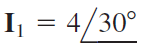 I₁ = 4/30°